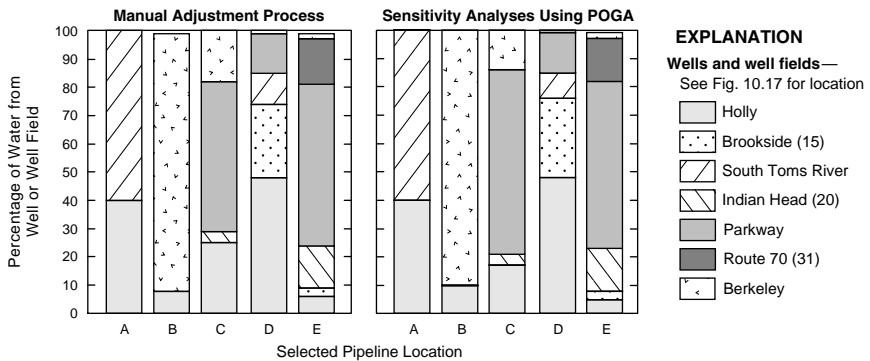 Manual Adjustment Process
Sensitivity Analyses Using POGA
Percentage of Water from
Well or Well Field
100
90
80
70
60
50
40
30
20
10
0
A B C D E
A B C D E
Selected Pipeline Location
EXPLANATION
Wells and well fields—
See Fig. 10.17 for location
Holly
Brookside (15)
South Toms River
Indian Head (20)
Parkway
Route 70 (31)
Berkeley